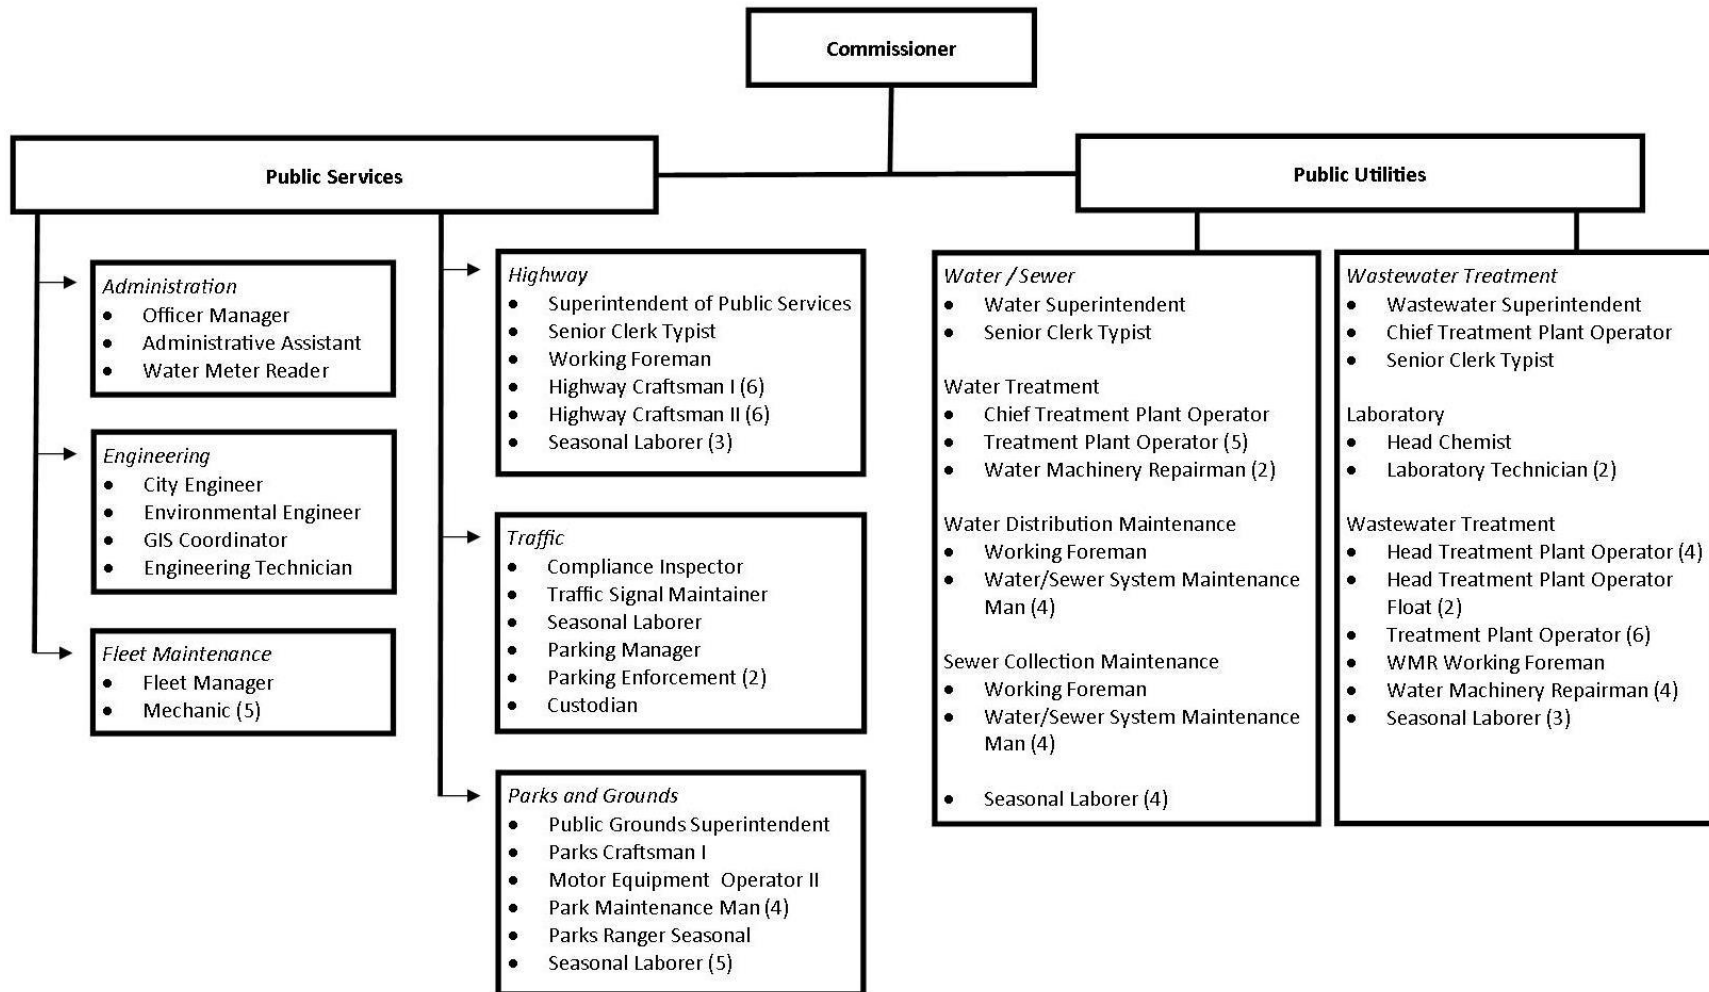 Commissioner
Public Services
Public Utilities
Administration
• Officer Manager
• Administrative Assistant
• Water Meter Reader
Engineering
• City Engineer
• Environmental Engineer
• GIS Coordinator
• Engineering Technician
Fleet Maintenance
• Fleet Manager
• Mechanic (5)
Highway
• Superintendent of Public Services
• Senior Clerk Typist
• Working Foreman
• Highway Craftsman I (6)
• Highway Craftsman II (6)
• Seasonal Laborer (3)
Traffic
• Compliance Inspector
• Traffic Signal Maintainer
• Seasonal Laborer
• Parking Manager
• Parking Enforcement (2)
• Custodian
Parks and Grounds
• Public Grounds Superintendent
• Parks Craftsman I
• Motor Equipment Operator II
• Park Maintenance Man (4)
• Parks Ranger Seasonal
• Seasonal Laborer (5)
Water / Sewer
• Water Superintendent
• Senior Clerk Typist
Water Treatment
• Chief Treatment Plant Operator
• Treatment Plant Operator (5)
• Water Machinery Repairman (2)
Water Distribution Maintenance
• Working Foreman
• Water/Sewer System Maintenance
Man (4)
Sewer Collection Maintenance
• Working Foreman
• Water/Sewer System Maintenance
Man (4)
• Seasonal Laborer (4)
Wastewater Treatment
• Wastewater Superintendent
• Chief Treatment Plant Operator
• Senior Clerk Typist
Laboratory
• Head Chemist
• Laboratory Technician (2)
Wastewater Treatment
• Head Treatment Plant Operator (4)
• Head Treatment Plant Operator
Float (2)
• Treatment Plant Operator (6)
• WMR Working Foreman
• Water Machinery Repairman (4)
• Seasonal Laborer (3)